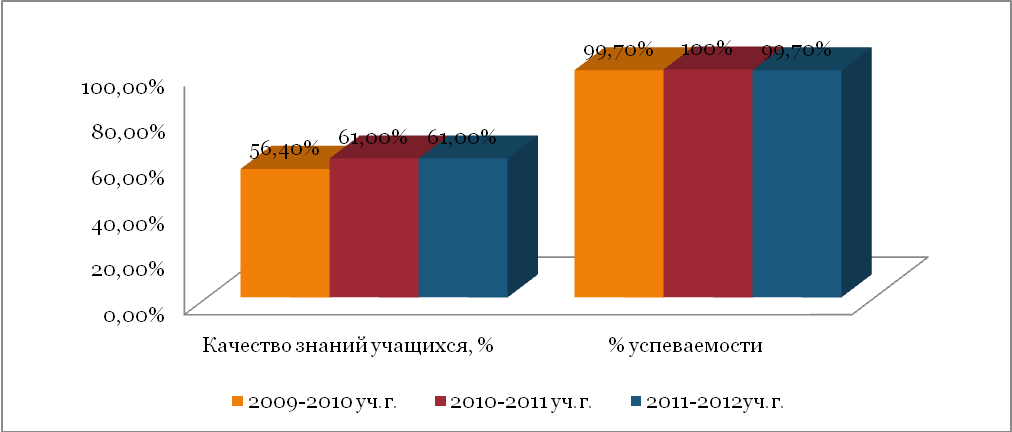 99,70% 100% 99,70%
100,00%
80,00%
56,40% 61,00% 61,00%
60,00%
40,00%
20,00%
0,00%
Качество знаний учащихся, % % успеваемости
2009-2010 уч.г. 2010-2011 уч.г. 2011-2012уч.г.